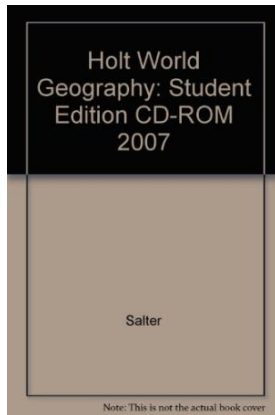 Holt World
Geography: Student
Edition CD-ROM
2007
Salter
Note: This is not the actual book cover